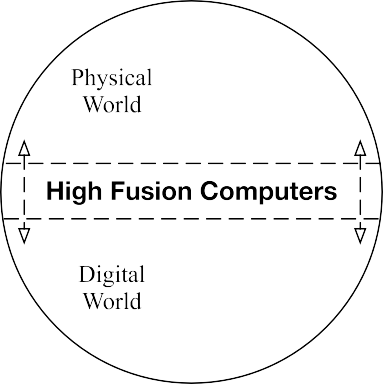 Physical
World
High Fusion Computers
Digital
World